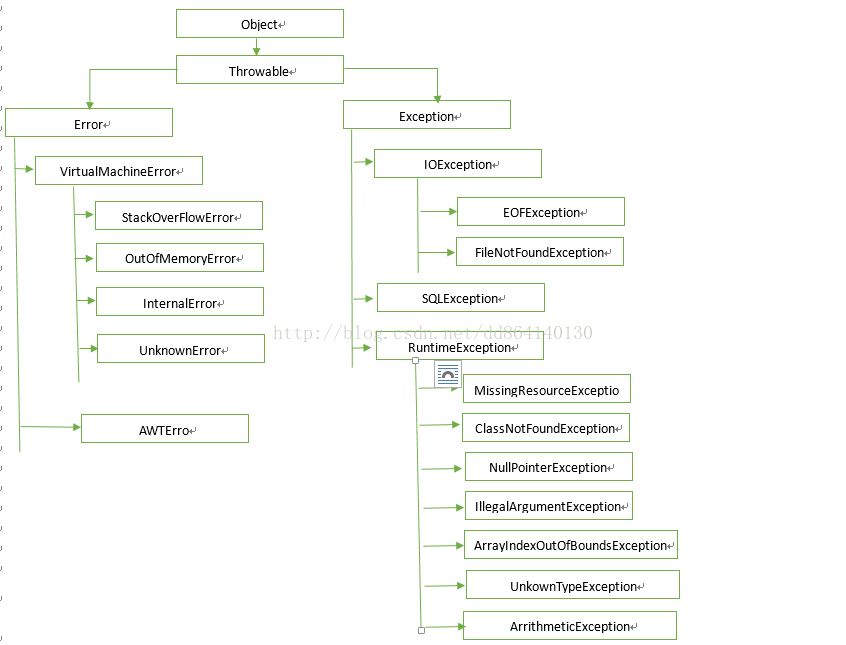 Object
Throwable
Error
Exception
VirtualMachineError
IOException
StackOverFlowError
EOFException
OutOfMemoryError
FileNotFoundException
InternalError
SQLException
http://blog.csdn.net/dd864140130
UnknownError
RuntimeException
MissingResourceExceptio
AWTErro
ClassNotFoundException
NullPointerException
IllegalArgumentException
ArrayIndexOutOfBoundsException
UnkownTypeException
ArrithmeticException